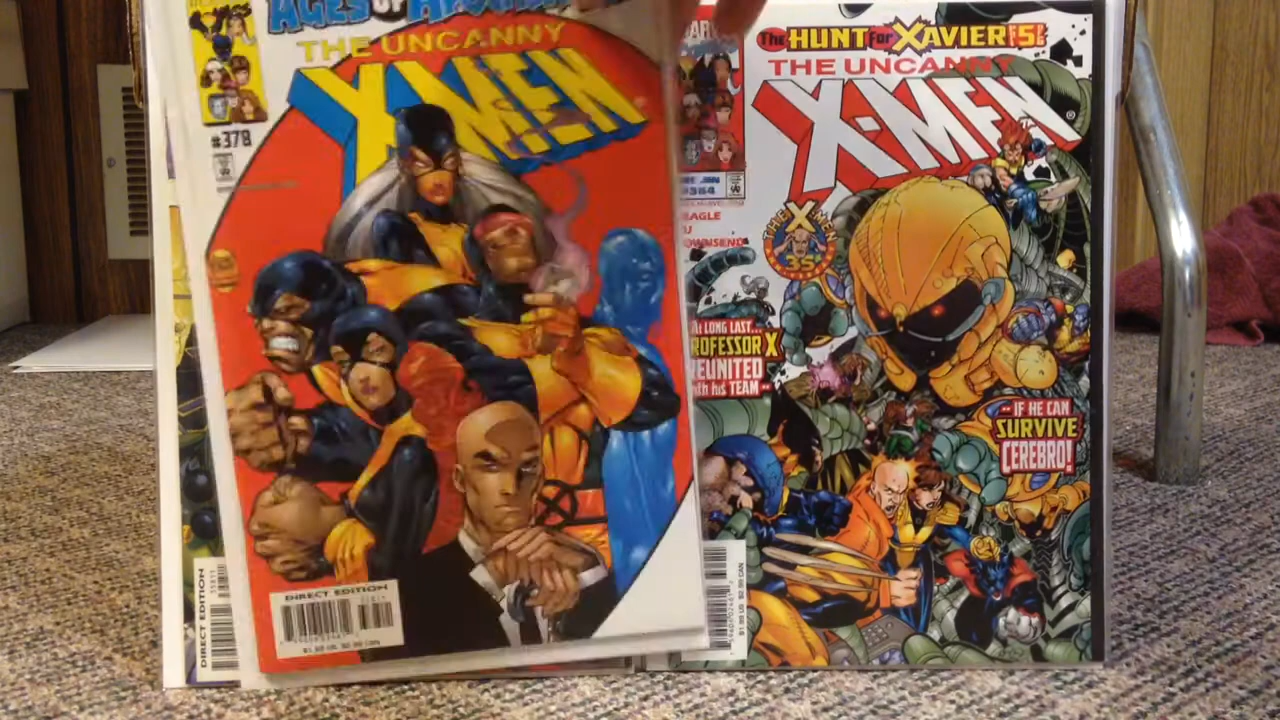 AGES OF
THE UNCANNY
X-MEN
#378
DIRECT EDITION
DIRECT EDITION
The HUNT for XAVIER
5
THE UNCANNY
X-MEN
#364
THE X-MEN
35
AT LONG LAST...
PROFESSOR X
REUNITED
with his TEAM--
-- IF HE CAN
SURVIVE
CEREBRO!